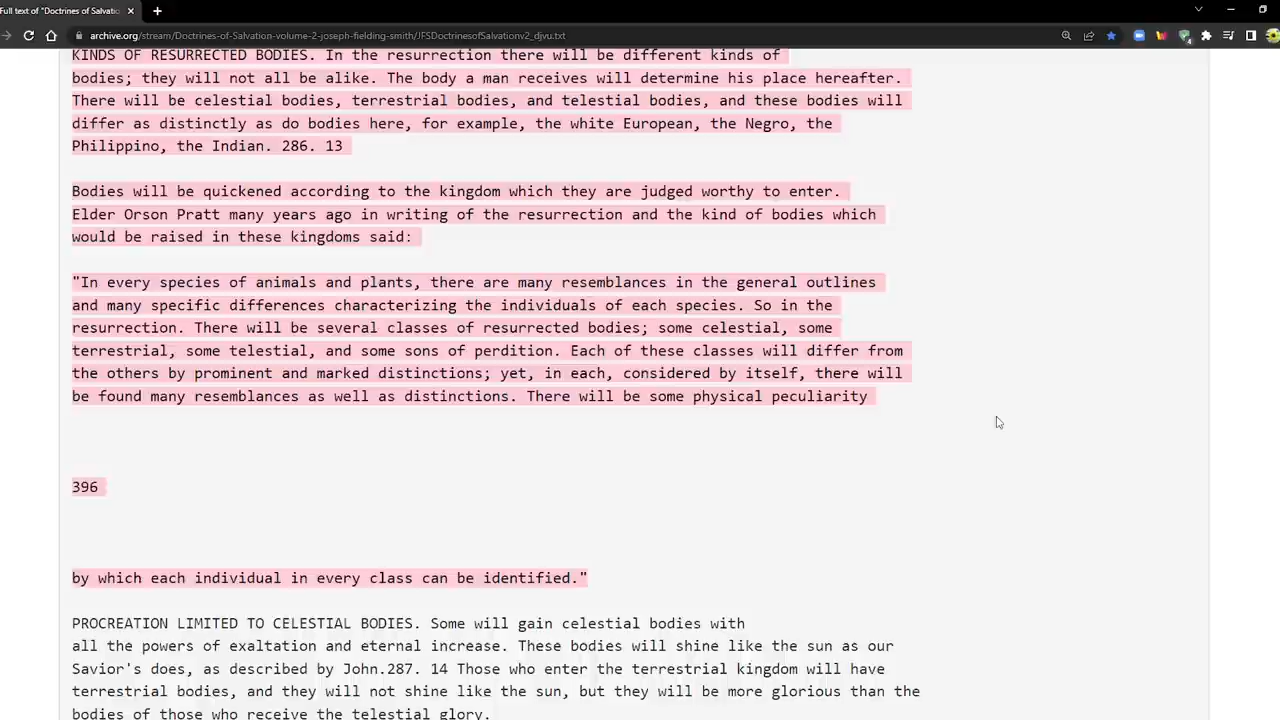 Full text of "Doctrines of Salvatio
archive.org/stream/Doctrines-of-Salvation-volume-2-joseph-fielding-smith/JFSDoctrinesofSalvationv2_djvu.txt
KINDS OF RESURRECTED BODIES. In the resurrection there will be different kinds of
bodies; they will not all be alike. The body a man receives will determine his place hereafter.
There will be celestial bodies, terrestrial bodies, and telestial bodies, and these bodies will
differ as distinctly as do bodies here, for example, the white European, the Negro, the
Philippino, the Indian. 286. 13
Bodies will be quickened according to the kingdom which they are judged worthy to enter.
Elder Orson Pratt many years ago in writing of the resurrection and the kind of bodies which
would be raised in these kingdoms said:
"In every species of animals and plants, there are many resemblances in the general outlines
and many specific differences characterizing the individuals of each species. So in the
resurrection. There will be several classes of resurrected bodies; some celestial, some
terrestrial, some telestial, and some sons of perdition. Each of these classes will differ from
the others by prominent and marked distinctions; yet, in each, considered by itself, there will
be found many resemblances as well as distinctions. There will be some physical peculiarity
396
by which each individual in every class can be identified."
PROCREATION LIMITED TO CELESTIAL BODIES. Some will gain celestial bodies with
all the powers of exaltation and eternal increase. These bodies will shine like the sun as our
Savior's does, as described by John.287. 14 Those who enter the terrestrial kingdom will have
terrestrial bodies, and they will not shine like the sun, but they will be more glorious than the
bodies of those who receive the telestial glory.